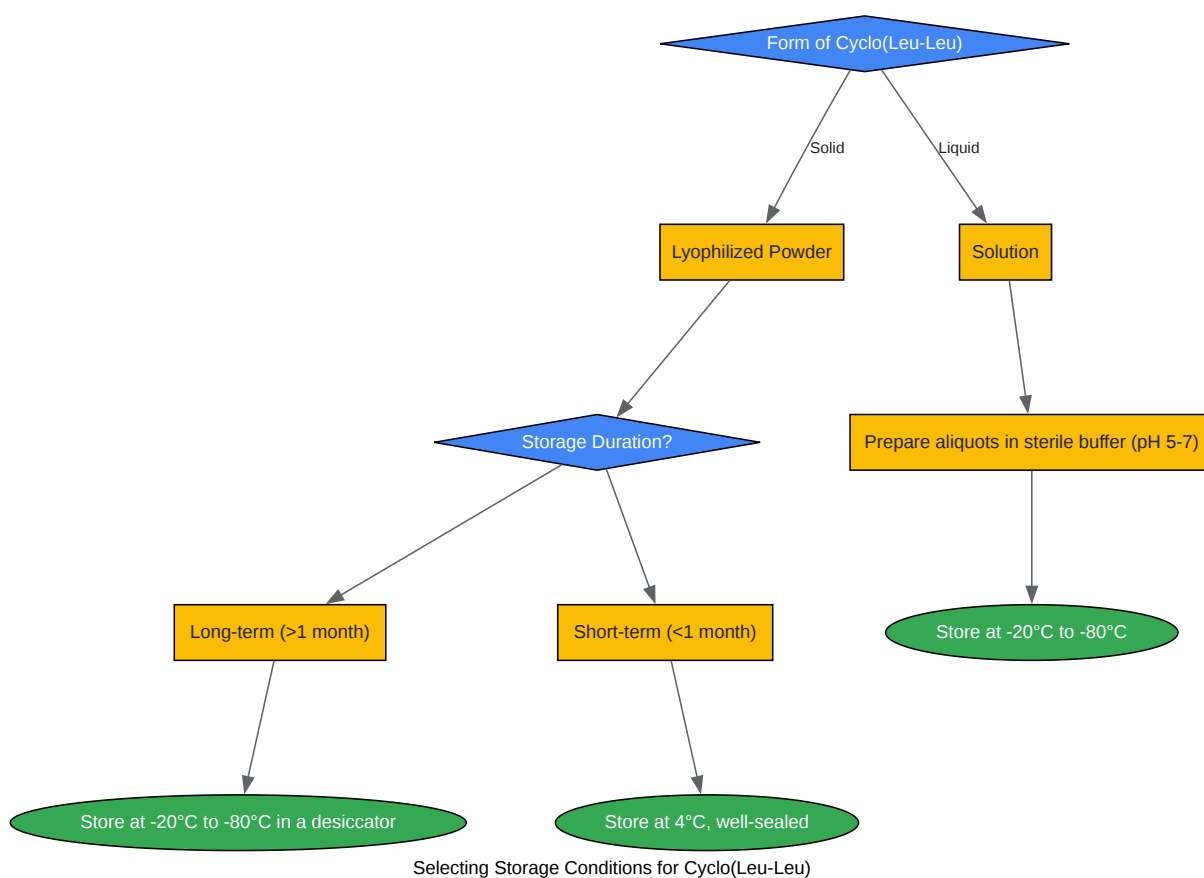 Form of Cyclo(Leu-Leu)
Solid
Liquid
Lyophilized Powder
Solution
Storage Duration?
Prepare aliquots in sterile buffer (pH 5-7)
Long-term (>1 month)
Short-term (<1 month)
Store at -20°C to -80°C
Store at -20°C to -80°C in a desiccator
Store at 4°C, well-sealed
Selecting Storage Conditions for Cyclo(Leu-Leu)